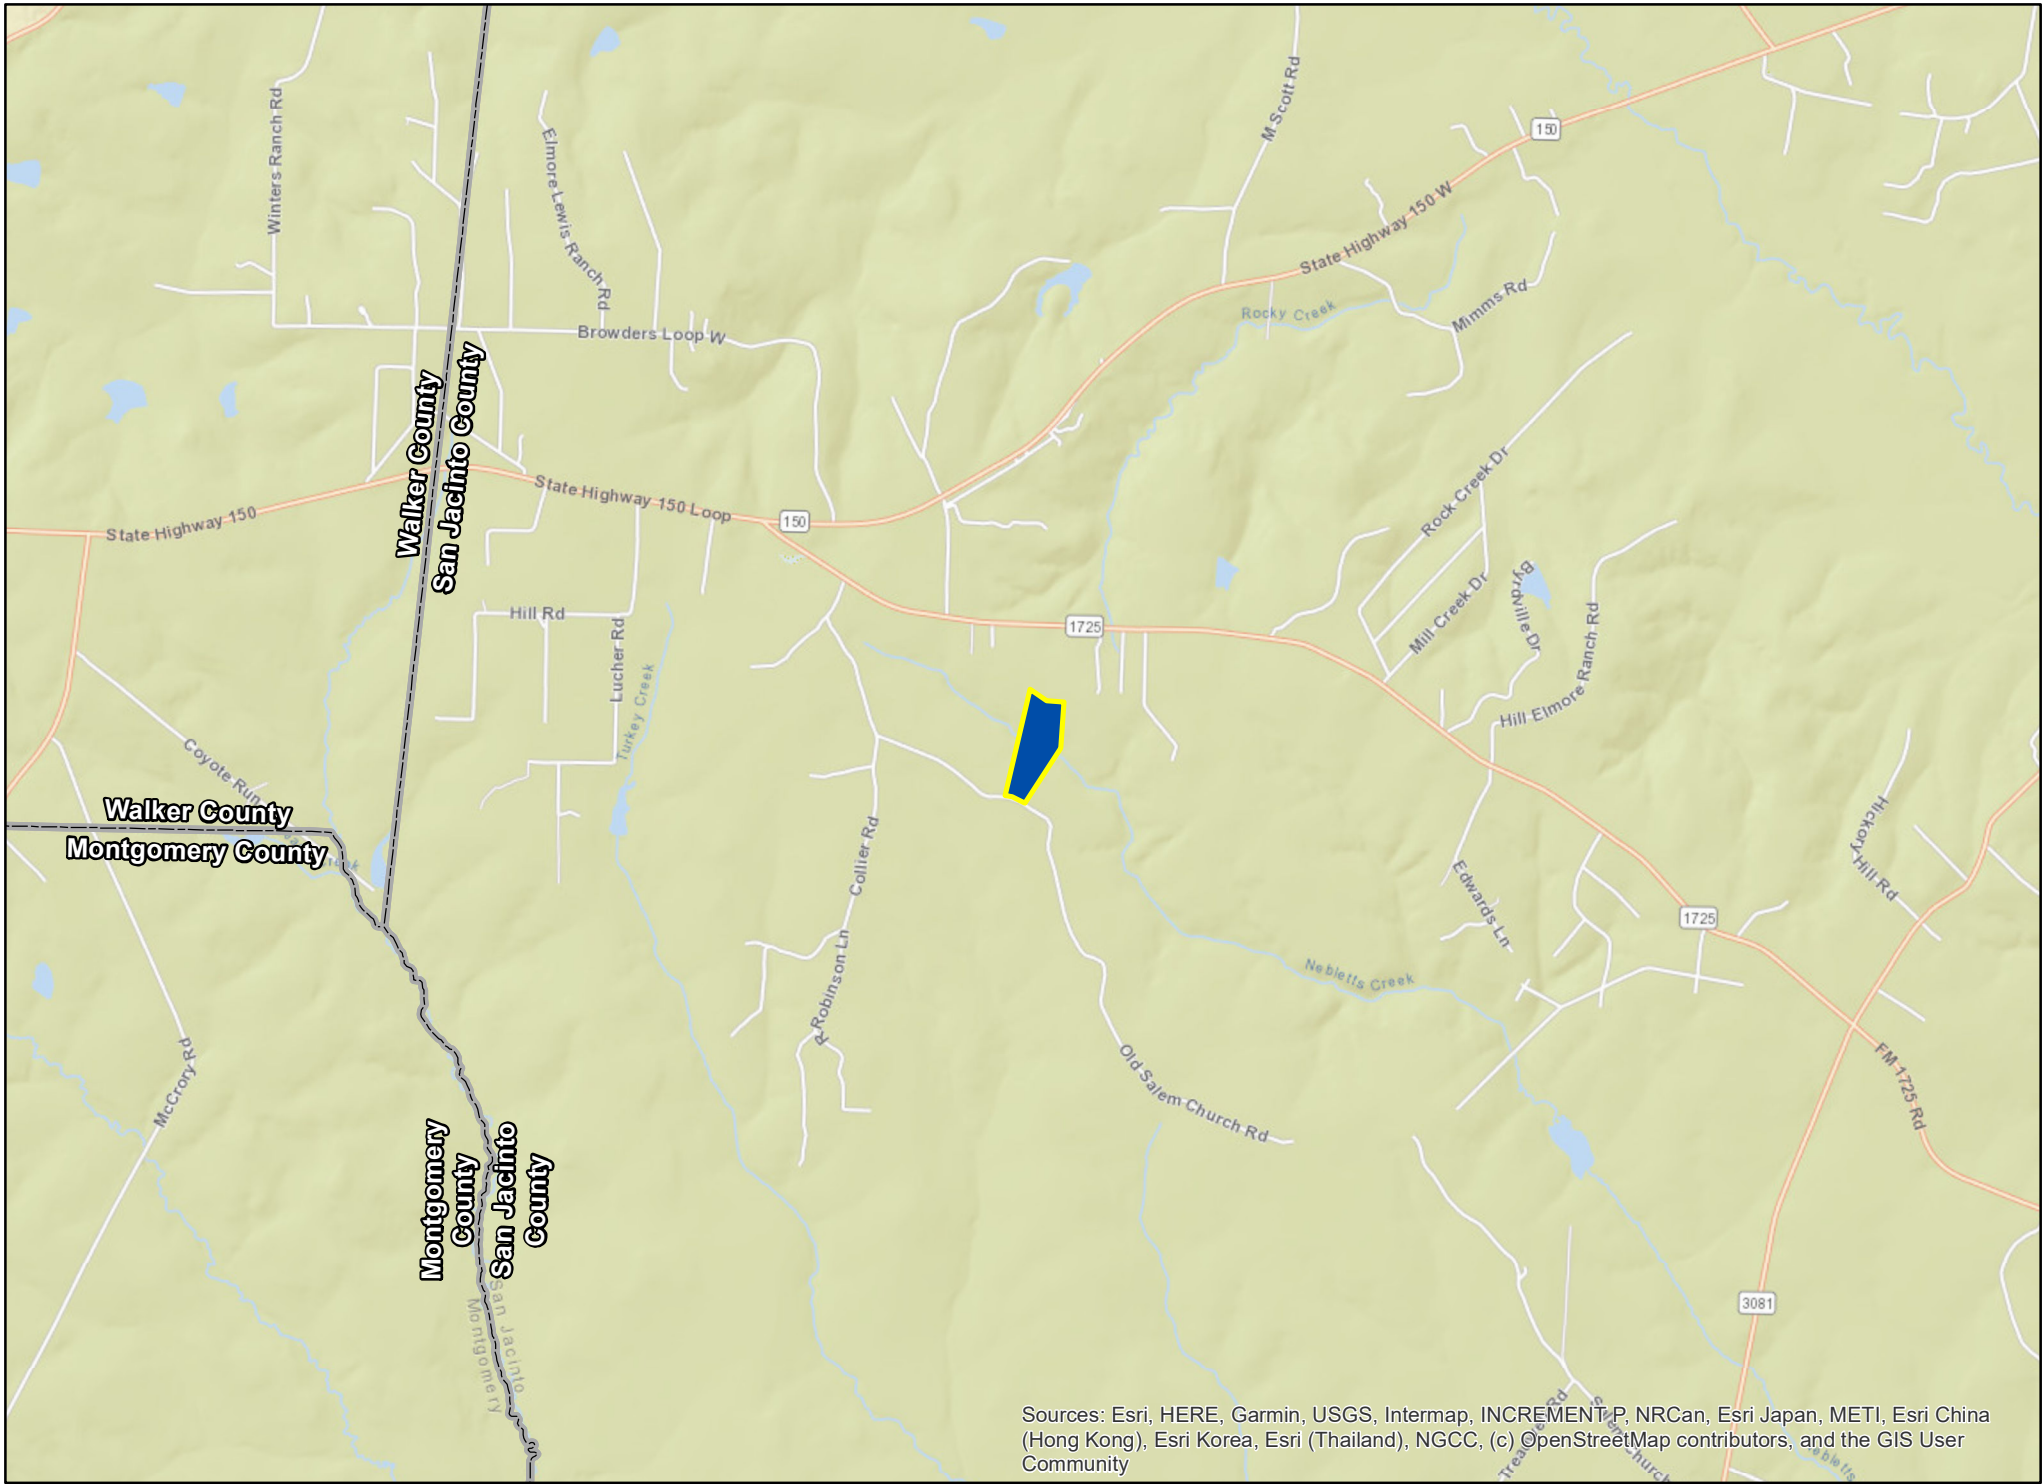 Winters Ranch Rd
Elmore Lewis Ranch Rd
M Scott Rd
150
State Highway 150 W
Rocky Creek
Mimms Rd
Browders Loop W
Walker County
San Jacinto County
State Highway 150
State Highway 150 Loop
150
Rock Creek Dr
Mill Creek Dr
Byrdville Dr
Hill Elmore Ranch Rd
Hill Rd
Lucher Rd
Turkey Creek
1725
Coyote Run
Walker County
Montgomery County
Creek
Collier Rd
R Robinson Ln
Hickory Hill Rd
Edwards Ln
1725
Nebletts Creek
McCrory Rd
Old Salem Church Rd
FM 1725 Rd
Montgomery
County
San Jacinto
County
San Jacinto
Montgomery
3081
Salem Church
Nebletts
Sources: Esri, HERE, Garmin, USGS, Intermap, INCREMENT P, NRCan, Esri Japan, METI, Esri China
(Hong Kong), Esri Korea, Esri (Thailand), NGCC, (c) OpenStreetMap contributors, and the GIS User
Community